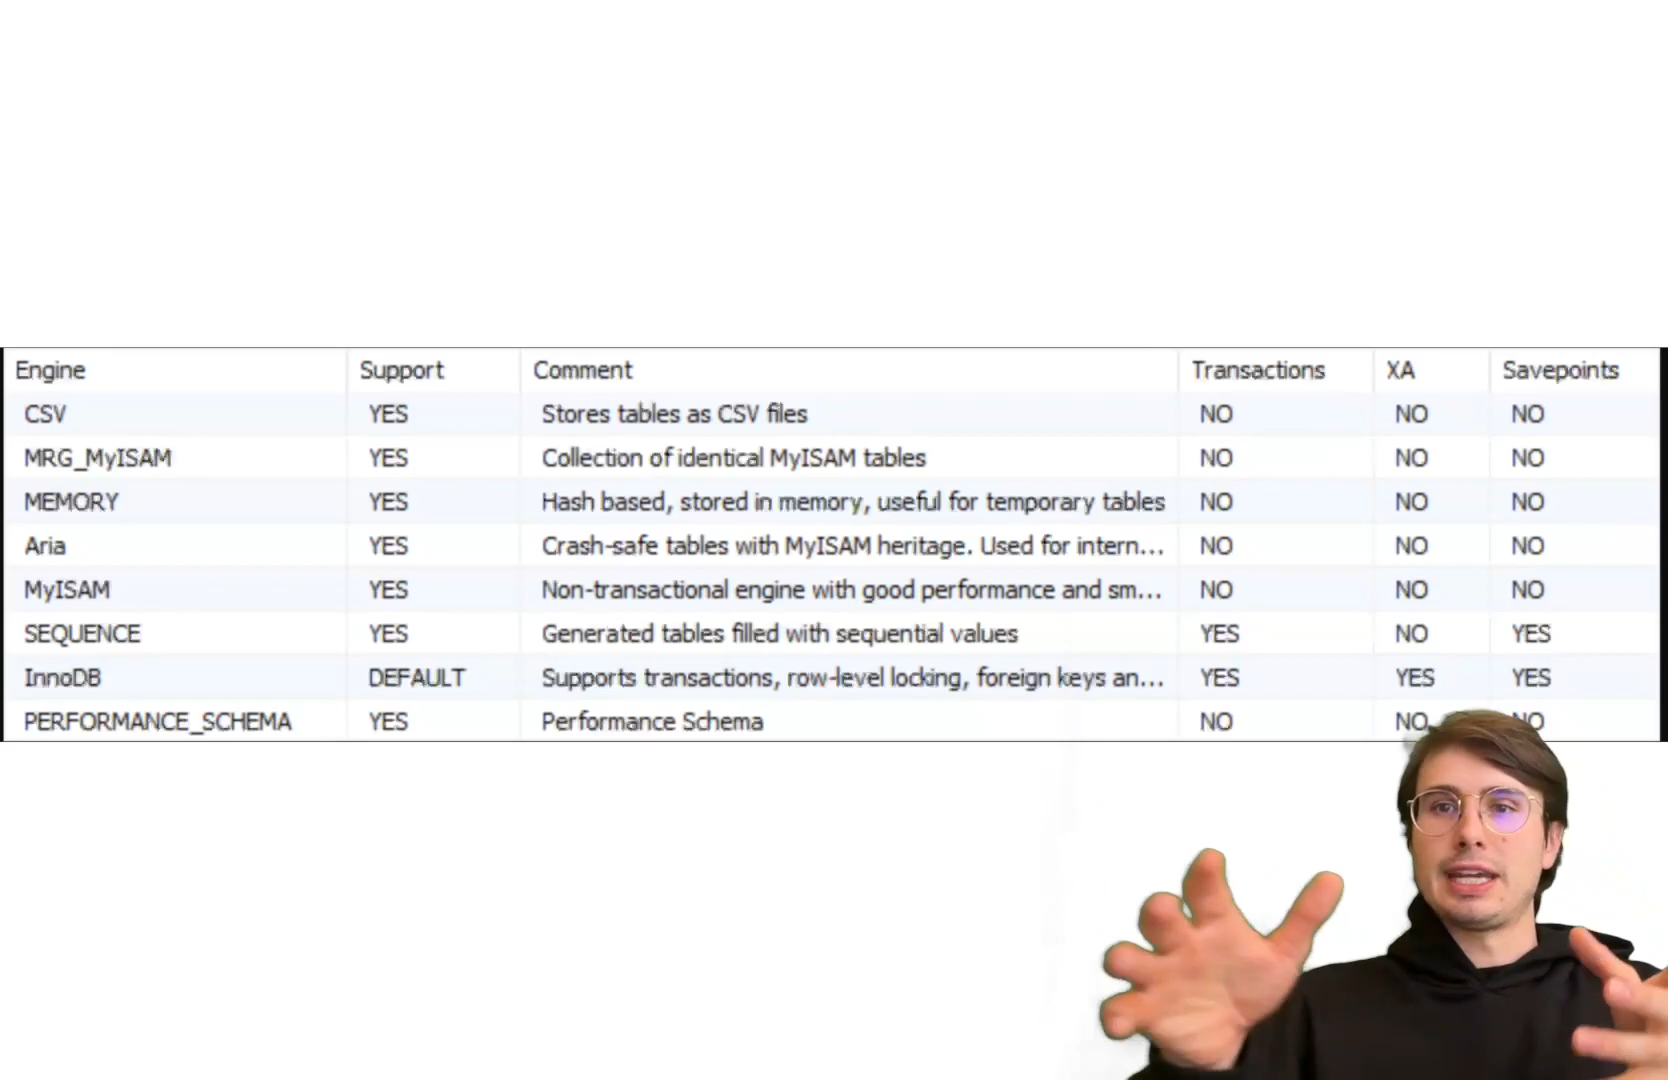 Engine Support Comment Transactions XA Savepoints
CSV YES Stores tables as CSV files NO NO NO
MRG_MyISAM YES Collection of identical MyISAM tables NO NO NO
MEMORY YES Hash based, stored in memory, useful for temporary tables NO NO NO
Aria YES Crash-safe tables with MyISAM heritage. Used for intern... NO NO NO
MyISAM YES Non-transactional engine with good performance and sm... NO NO NO
SEQUENCE YES Generated tables filled with sequential values YES NO YES
InnoDB DEFAULT Supports transactions, row-level locking, foreign keys an... YES YES YES
PERFORMANCE_SCHEMA YES Performance Schema NO NO NO